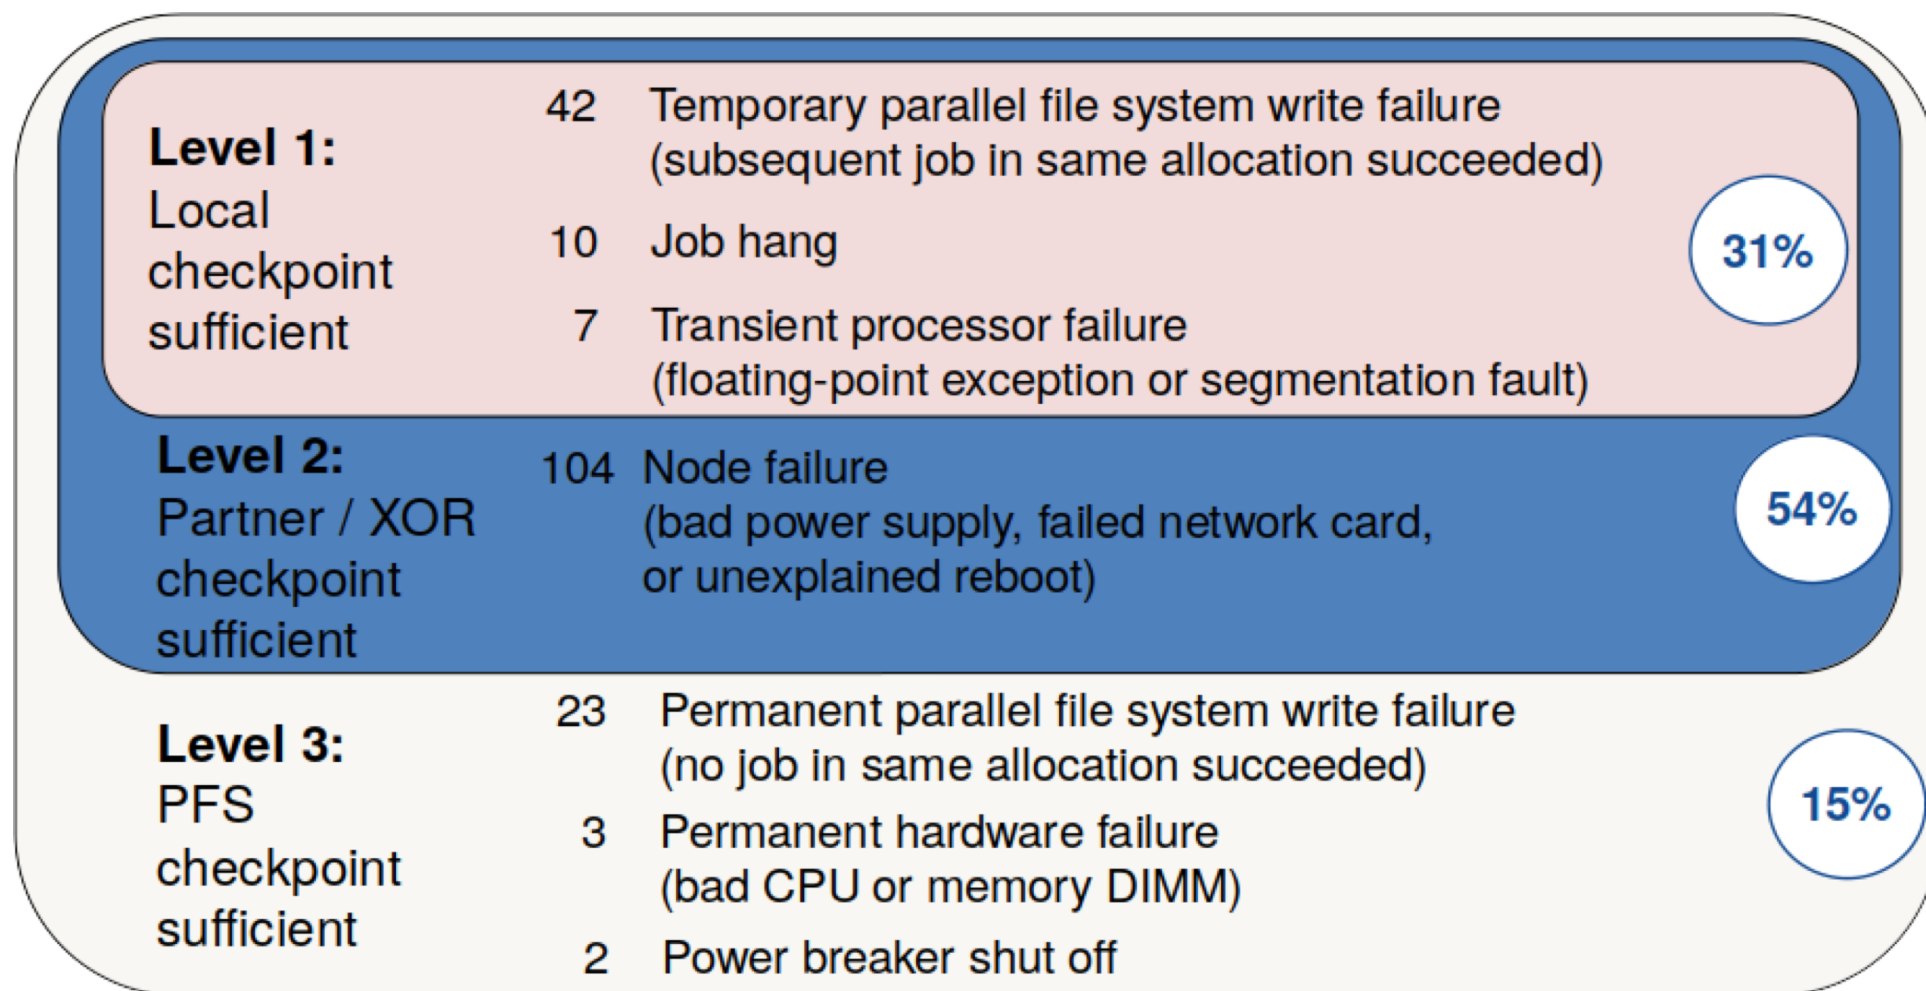 Level 1:
Local
checkpoint
sufficient
42 Temporary parallel file system write failure
(subsequent job in same allocation succeeded)
10 Job hang
7 Transient processor failure
(floating-point exception or segmentation fault)
31%
Level 2:
Partner / XOR
checkpoint
sufficient
104 Node failure
(bad power supply, failed network card,
or unexplained reboot)
54%
Level 3:
PFS
checkpoint
sufficient
23 Permanent parallel file system write failure
(no job in same allocation succeeded)
3 Permanent hardware failure
(bad CPU or memory DIMM)
2 Power breaker shut off
15%